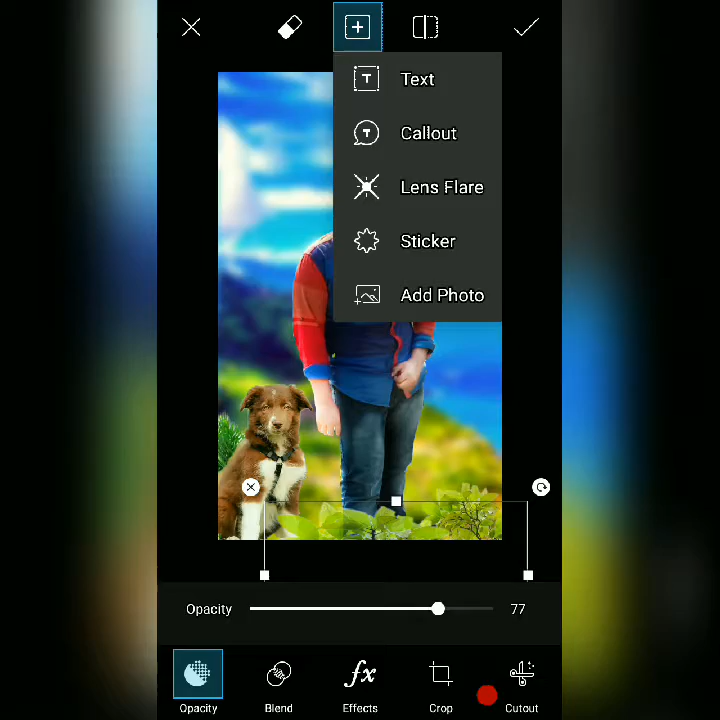 Text
Callout
Lens Flare
Sticker
Add Photo
Opacity 77
Opacity Blend Effects Crop Cutout